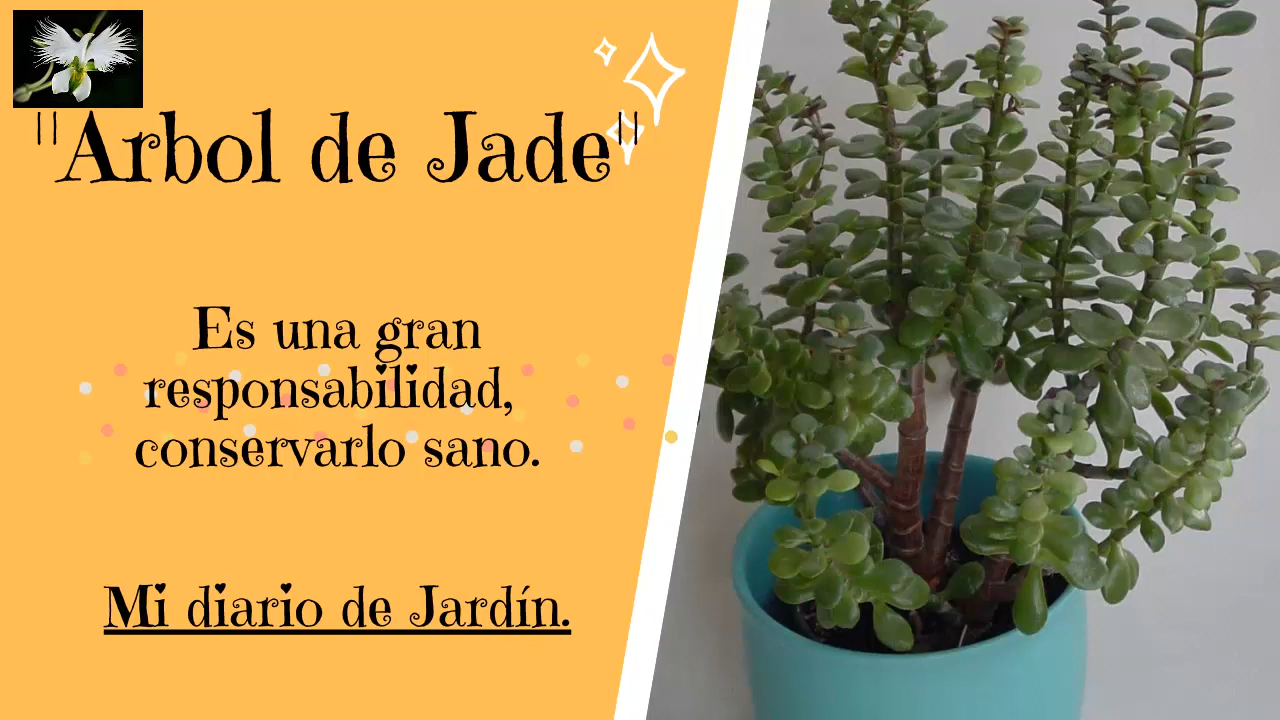 "Arbol de Jade"
Es una gran
responsabilidad,
conservarlo sano.
Mi diario de Jardín.